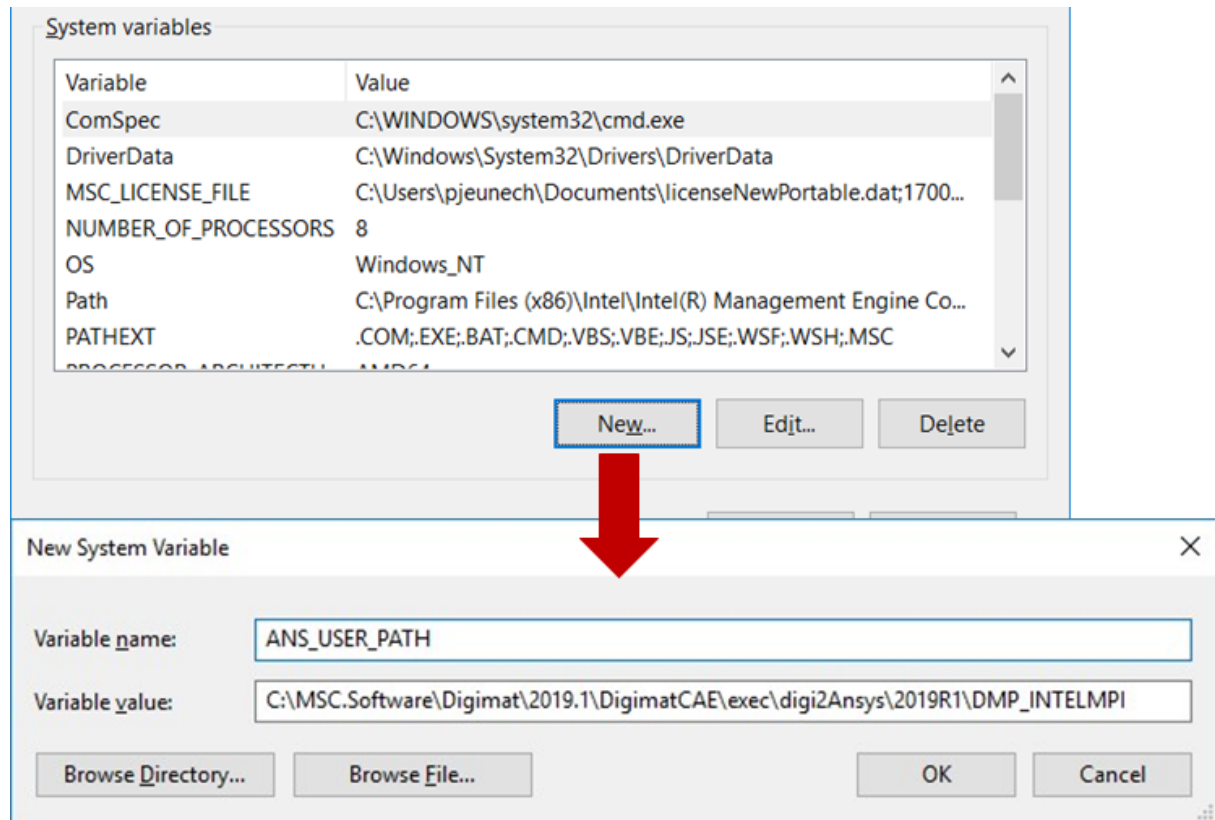 System variables
Variable Value
ComSpec C:\WINDOWS\system32\cmd.exe
DriverData C:\Windows\System32\Drivers\DriverData
MSC_LICENSE_FILE C:\Users\pjeunech\Documents\licenseNewPortable.dat;1700...
NUMBER_OF_PROCESSORS 8
OS Windows_NT
Path C:\Program Files (x86)\Intel\Intel(R) Management Engine Co...
PATHEXT .COM;.EXE;.BAT;.CMD;.VBS;.VBE;.JS;.JSE;.WSF;.WSH;.MSC
New... Edit... Delete
New System Variable
Variable name: ANS_USER_PATH
Variable value: C:\MSC.Software\Digimat\2019.1\DigimatCAE\exec\digi2Ansys\2019R1\DMP_INTELMPI
Browse Directory... Browse File... OK Cancel